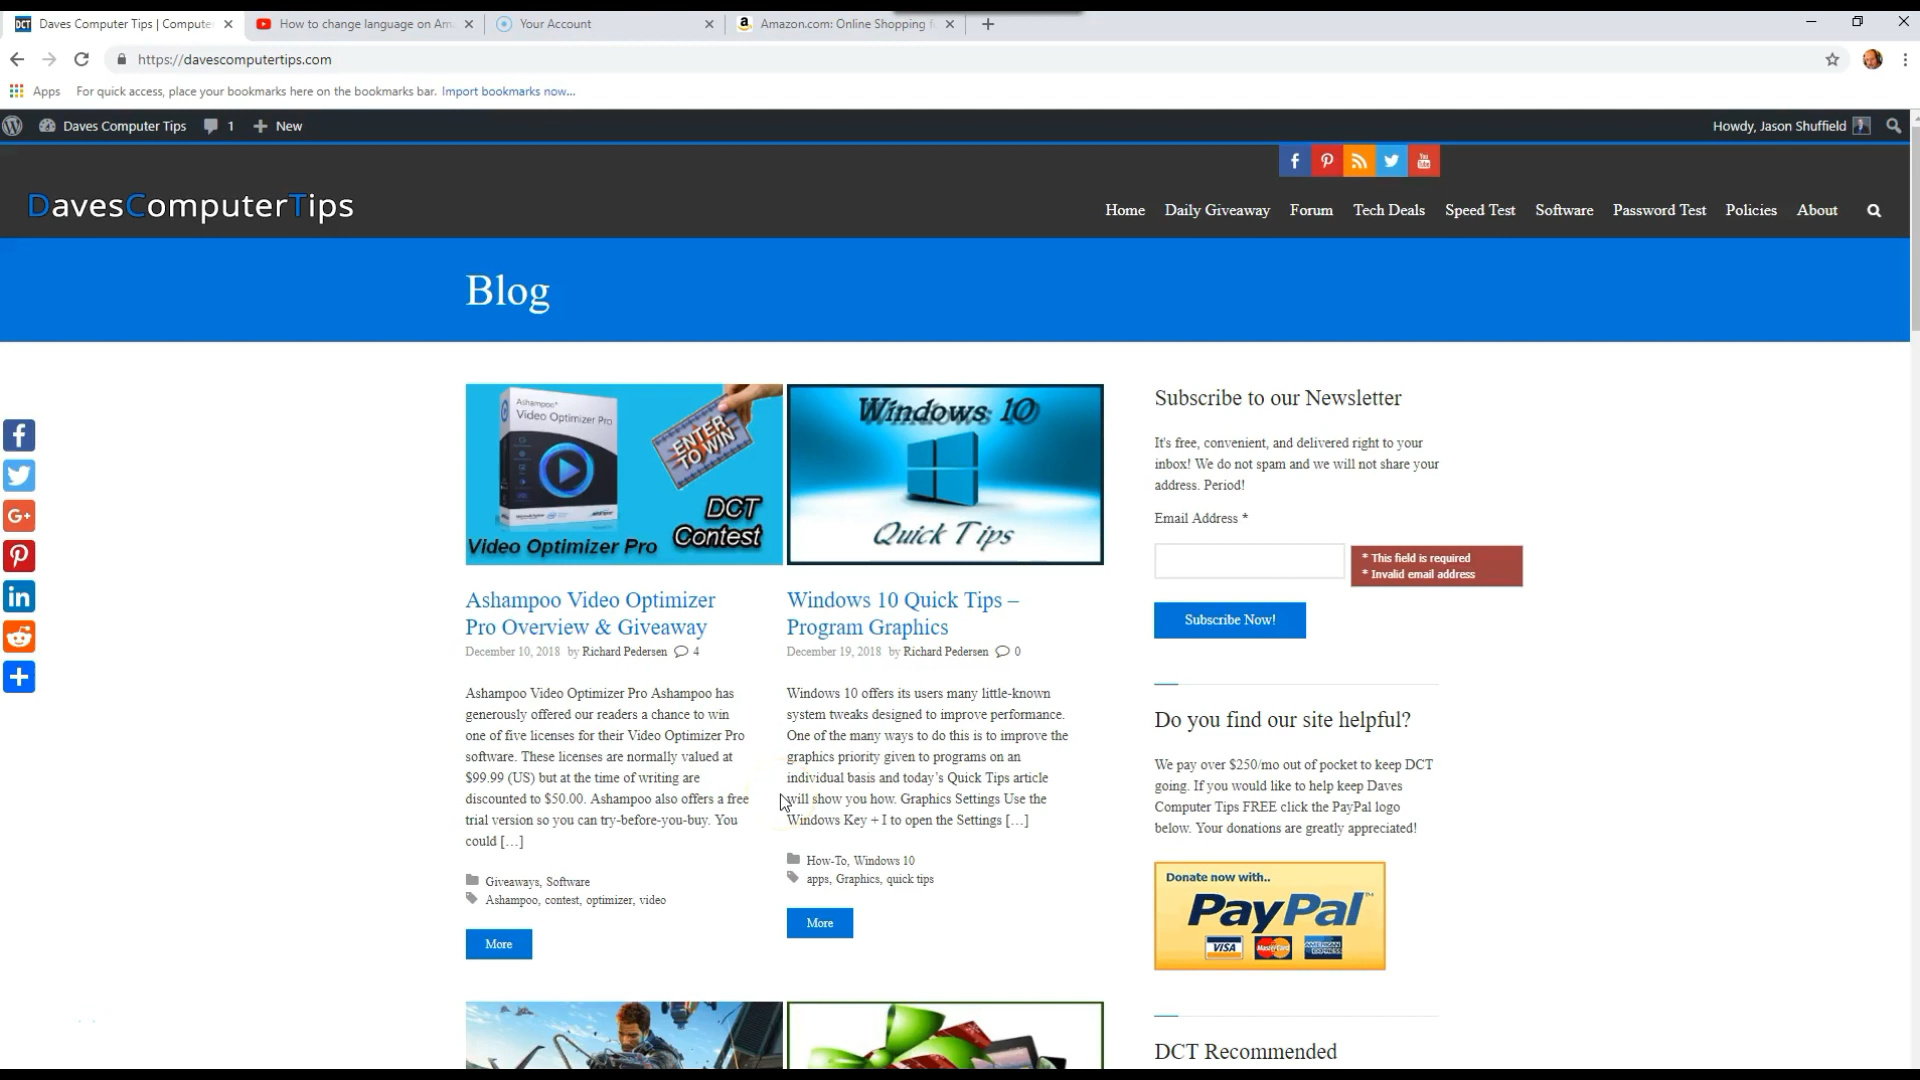 DCT Daves Computer Tips | Compute
How to change language on Am
Your Account
Amazon.com: Online Shopping f
https://davescomputertips.com
Apps For quick access, place your bookmarks here on the bookmarks bar. Import bookmarks now...
Daves Computer Tips 1 + New
Howdy, Jason Shuffield
DavesComputerTips
Home Daily Giveaway Forum Tech Deals Speed Test Software Password Test Policies About
Blog
Ashampoo®
Video Optimizer Pro
ENTER
TO WIN
DCT
Contest
Video Optimizer Pro
Ashampoo Video Optimizer
Pro Overview & Giveaway
December 10, 2018 by Richard Pedersen 4
Ashampoo Video Optimizer Pro Ashampoo has
generously offered our readers a chance to win
one of five licenses for their Video Optimizer Pro
software. These licenses are normally valued at
$99.99 (US) but at the time of writing are
discounted to $50.00. Ashampoo also offers a free
trial version so you can try-before-you-buy. You
could […]
Giveaways, Software
Ashampoo, contest, optimizer, video
More
Windows 10
Quick Tips
Windows 10 Quick Tips –
Program Graphics
December 19, 2018 by Richard Pedersen 0
Windows 10 offers its users many little-known
system tweaks designed to improve performance.
One of the many ways to do this is to improve the
graphics priority given to programs on an
individual basis and today’s Quick Tips article
will show you how. Graphics Settings Use the
Windows Key + I to open the Settings […]
How-To, Windows 10
apps, Graphics, quick tips
More
Subscribe to our Newsletter
It's free, convenient, and delivered right to your
inbox! We do not spam and we will not share your
address. Period!
Email Address *
* This field is required
* Invalid email address
Subscribe Now!
Do you find our site helpful?
We pay over $250/mo out of pocket to keep DCT
going. If you would like to help keep Daves
Computer Tips FREE click the PayPal logo
below. Your donations are greatly appreciated!
Donate now with..
PayPal™
VISA MasterCard AMERICAN EXPRESS
DCT Recommended